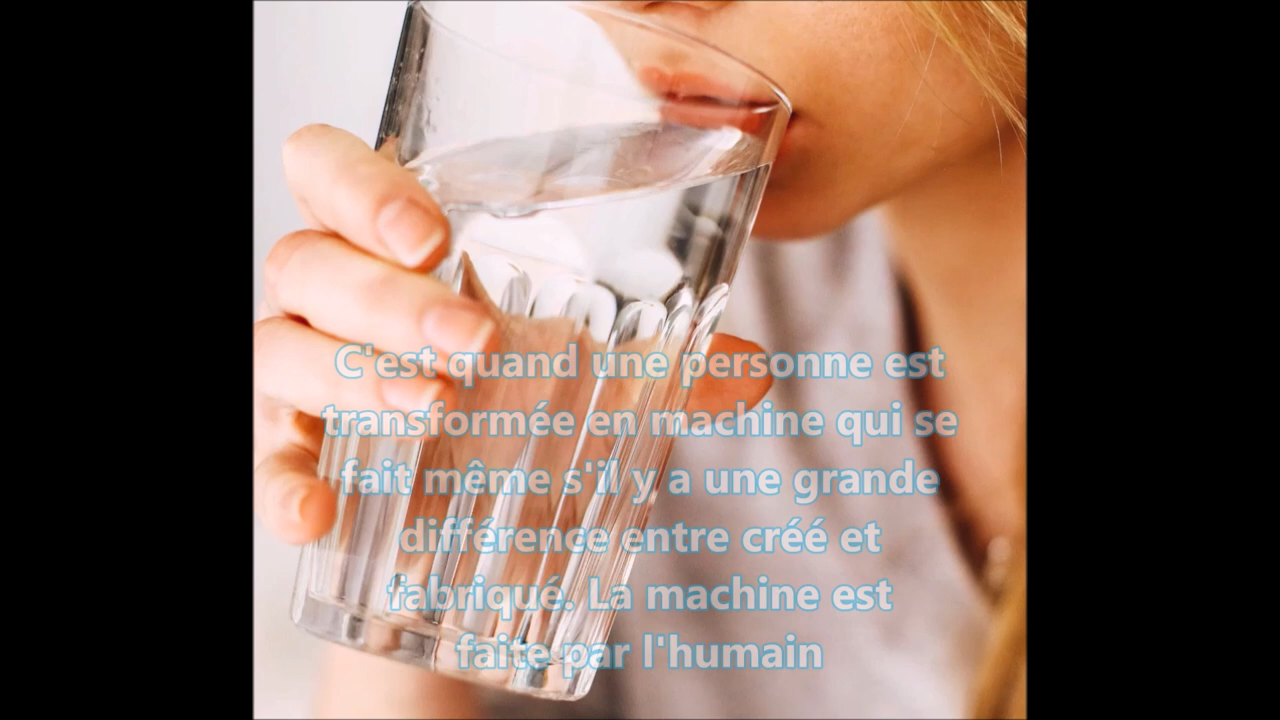 C'est quand une personne est
transformée en machine qui se
fait même s'il y a une grande
différence entre créé et
fabriqué. La machine est
faite par l'humain